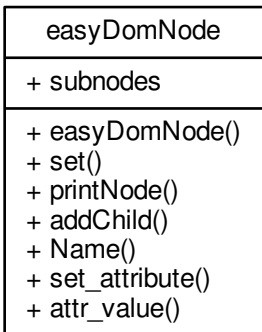 easyDomNode
+ subnodes
+ easyDomNode()
+ set()
+ printNode()
+ addChild()
+ Name()
+ set_attribute()
+ attr_value()